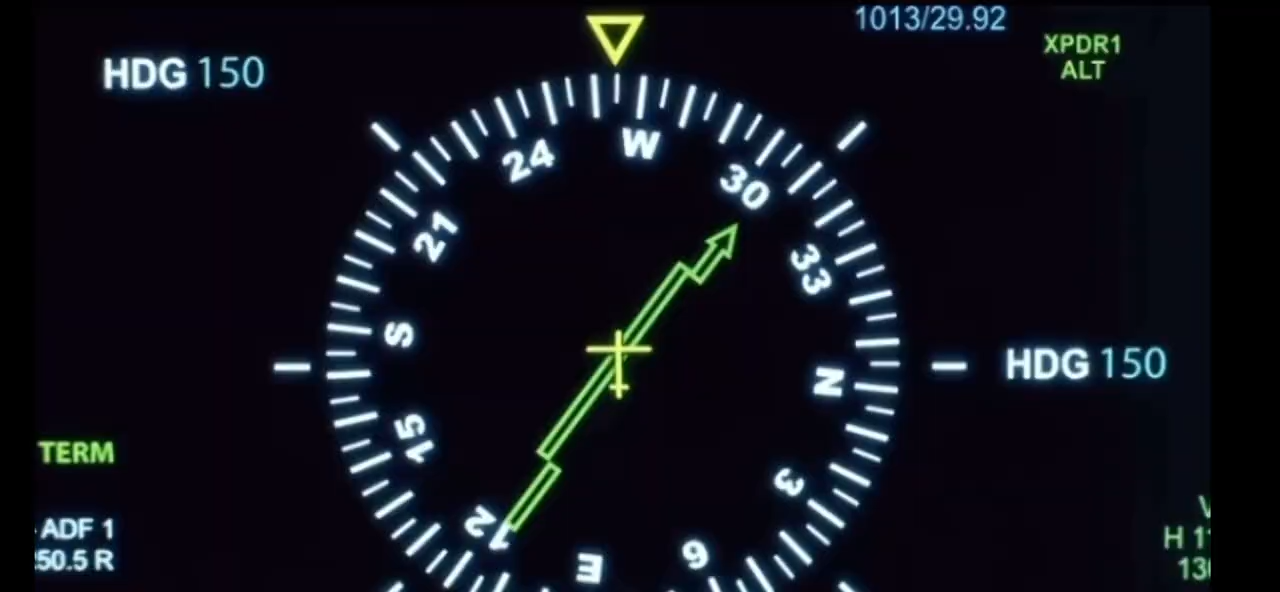 1013/29.92
XPDR1
ALT
HDG 150
W
24
30
21
33
S
HDG 150
N
15
TERM
3
12
ADF 1
50.5 R
6
E
H 1
13